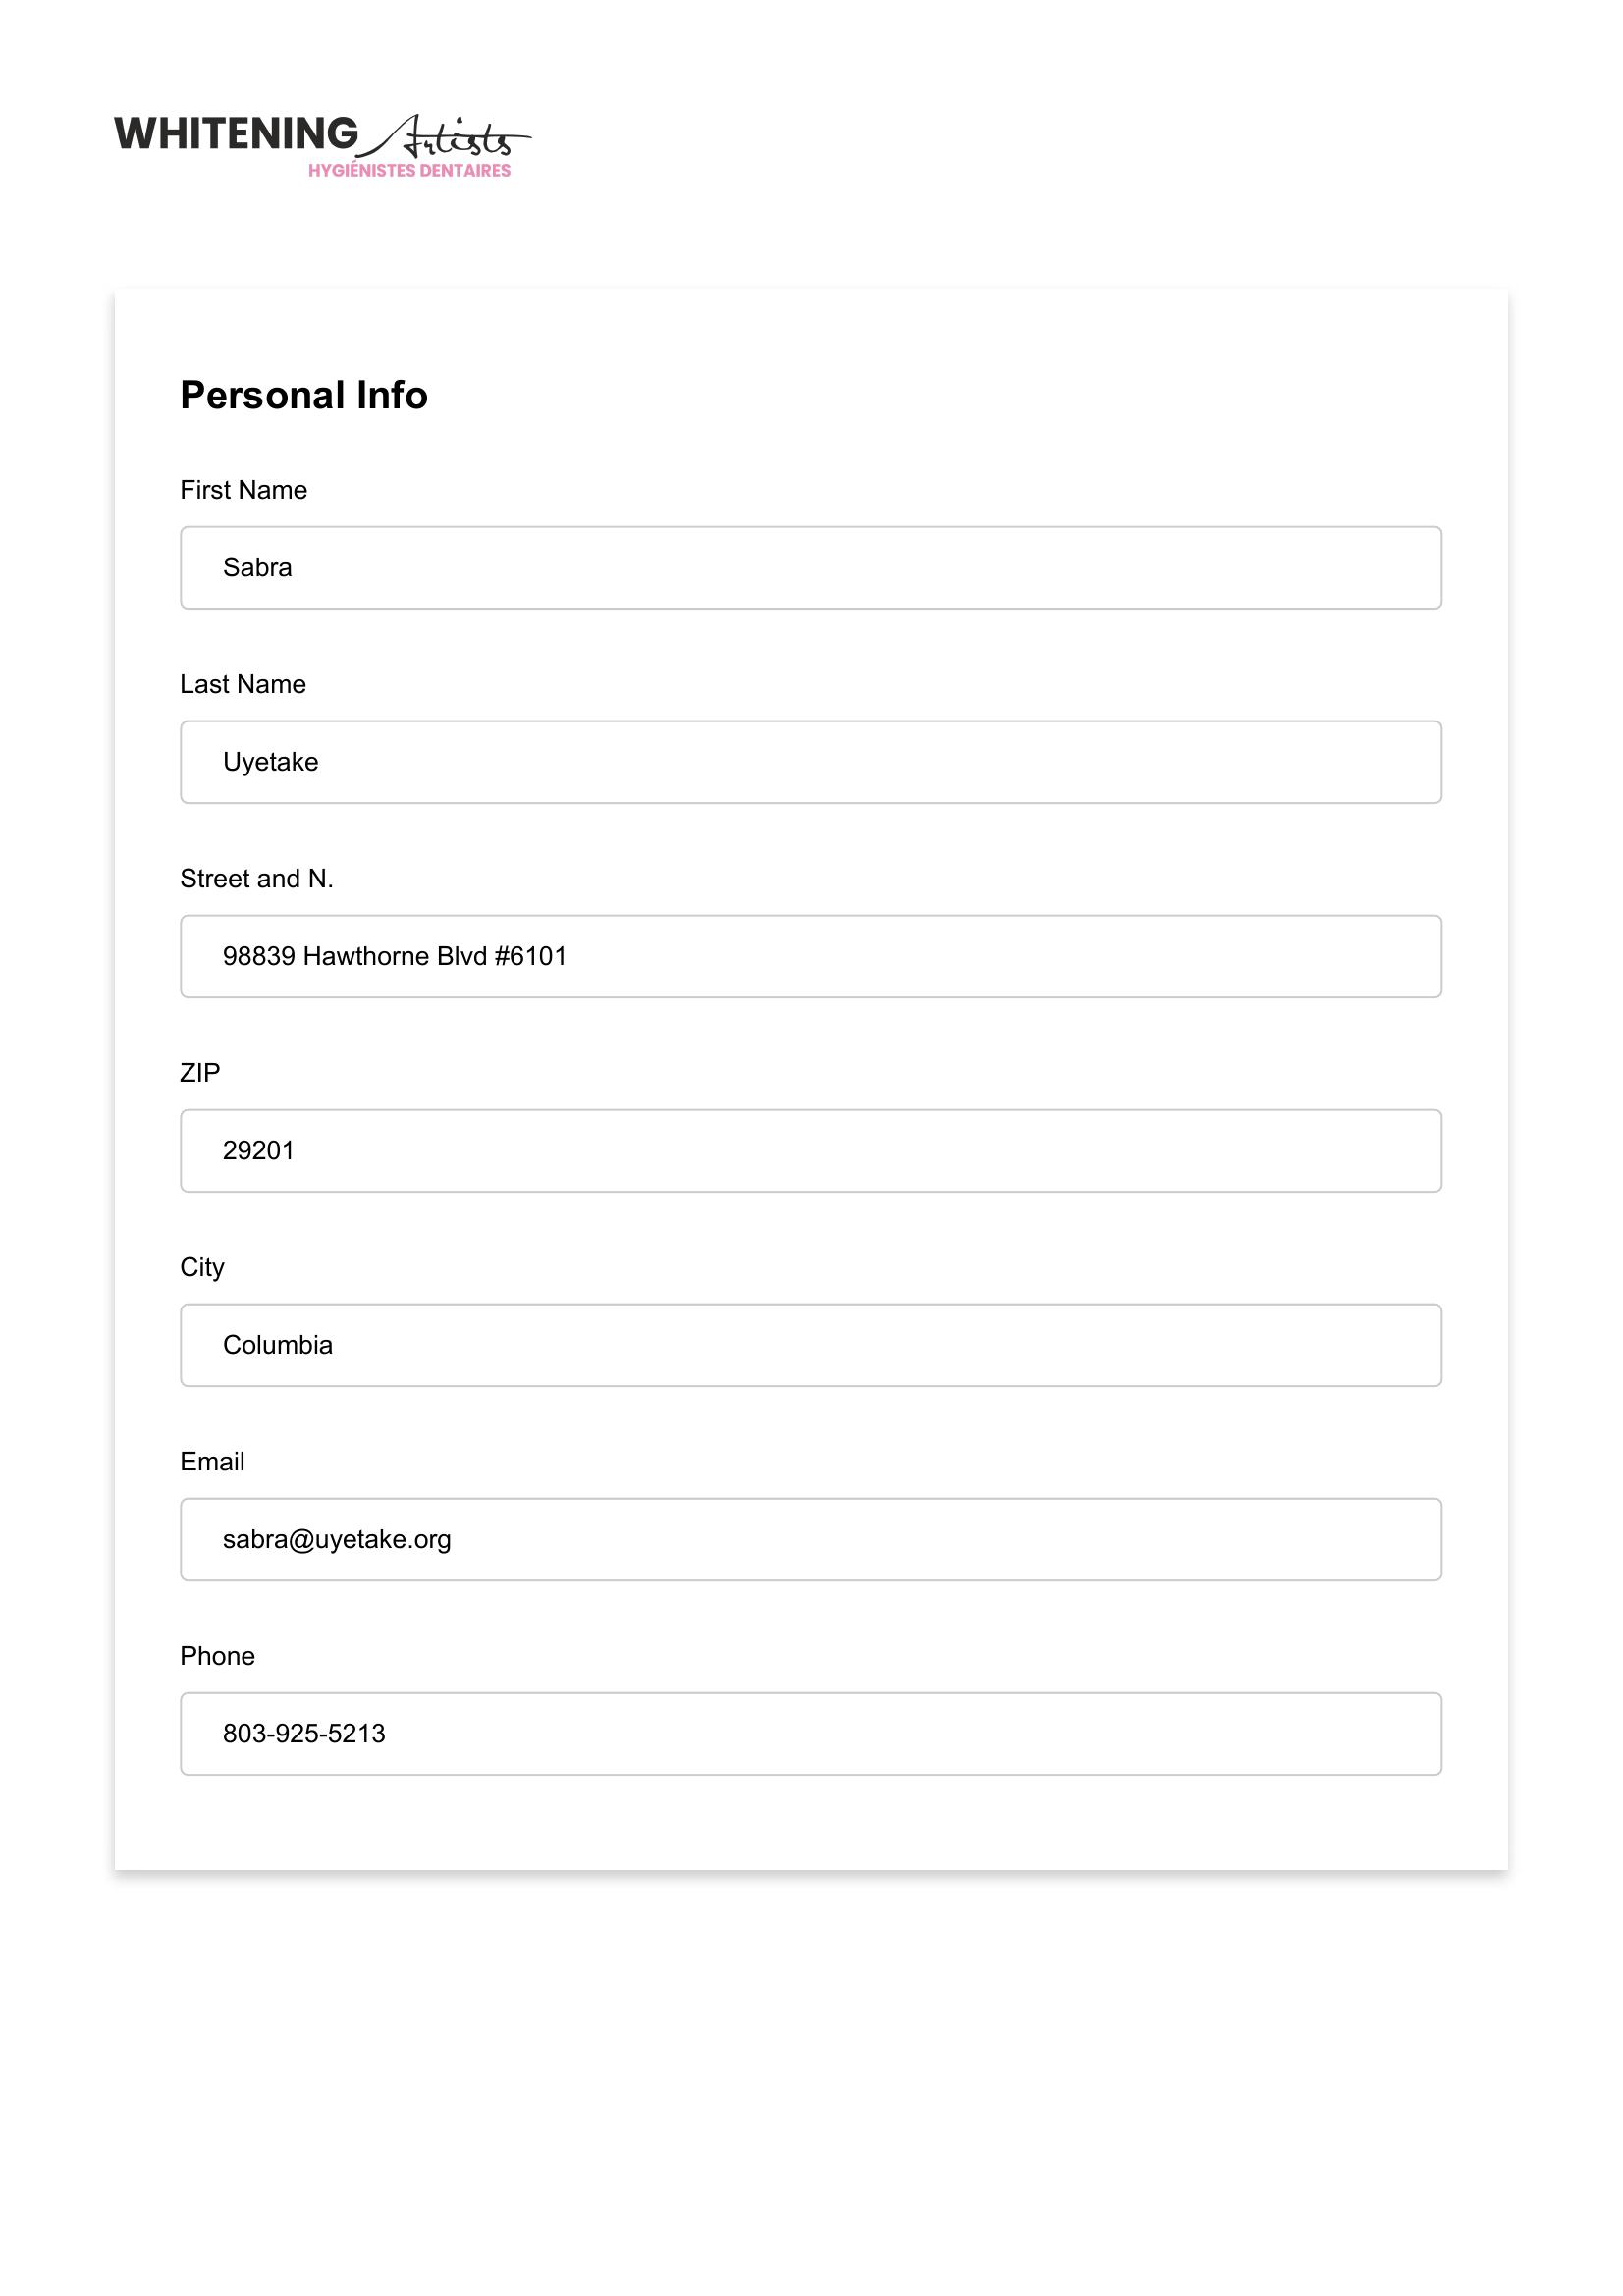 WHITENING Artists
HYGIÉNISTES DENTAIRES
Personal Info
First Name
Sabra
Last Name
Uyetake
Street and N.
98839 Hawthorne Blvd #6101
ZIP
29201
City
Columbia
Email
sabra@uyetake.org
Phone
803-925-5213